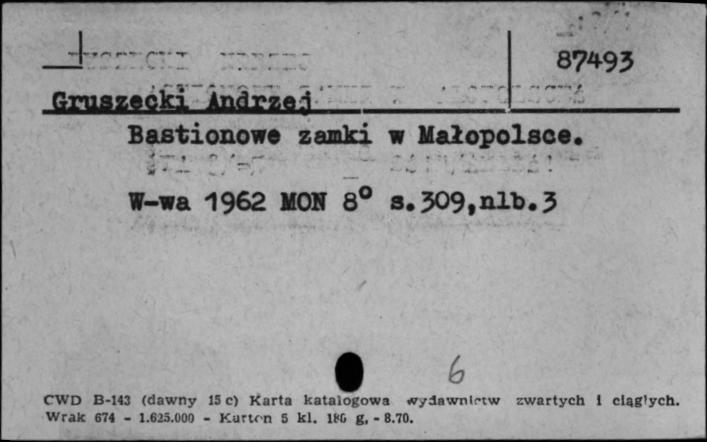 87493
Gruszecki Andrzej
Bastionowe zamki w Małopolsce.
W-wa 1962 MON 8° s.309,nlb.3
6
CWD B-143 (dawny 15 c) Karta katalogowa wydawnictw zwartych i ciągłych.
Wrak 674 - 1.625.000 - Karton 5 kl. 180 g, - 8.70.